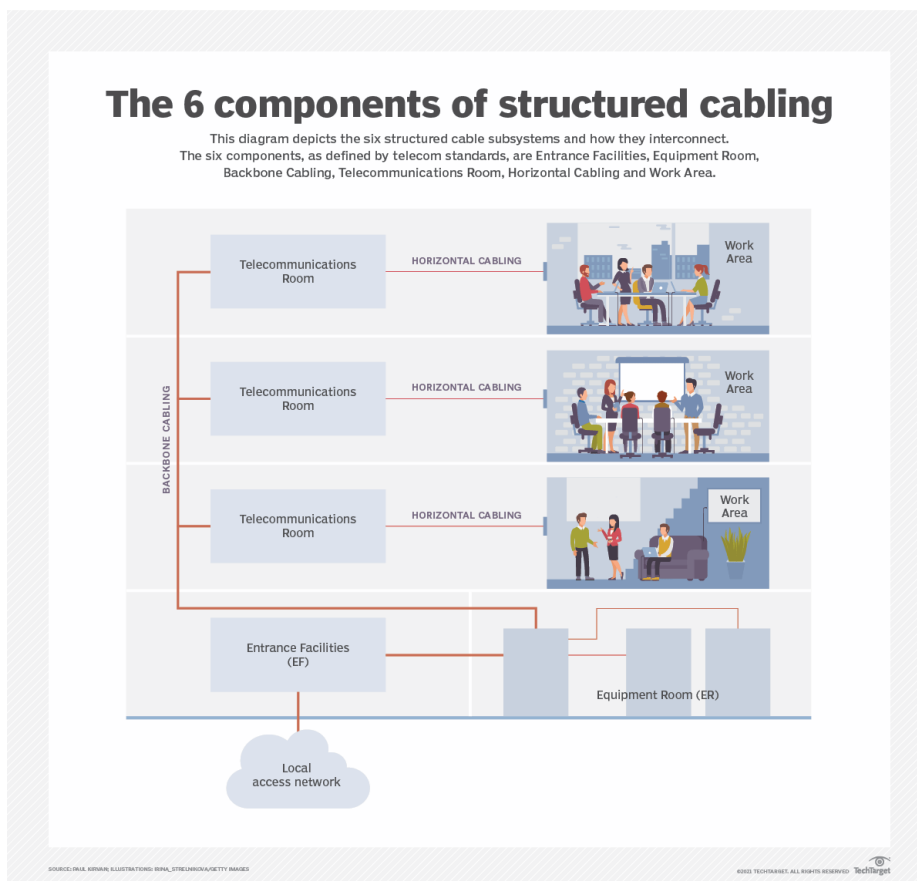 The 6 components of structured cabling
This diagram depicts the six structured cable subsystems and how they interconnect.
The six components, as defined by telecom standards, are Entrance Facilities, Equipment Room,
Backbone Cabling, Telecommunications Room, Horizontal Cabling and Work Area.
Telecommunications
Room
HORIZONTAL CABLING
Work
Area
Telecommunications
Room
HORIZONTAL CABLING
Work
Area
BACKBONE CABLING
Telecommunications
Room
HORIZONTAL CABLING
Work
Area
Entrance Facilities
(EF)
Equipment Room (ER)
Local
access network
SOURCE: PAUL KIRVAN; ILLUSTRATIONS: IRINA_STRELNIKOVA/GETTY IMAGES
©2021 TECHTARGET. ALL RIGHTS RESERVED TechTarget